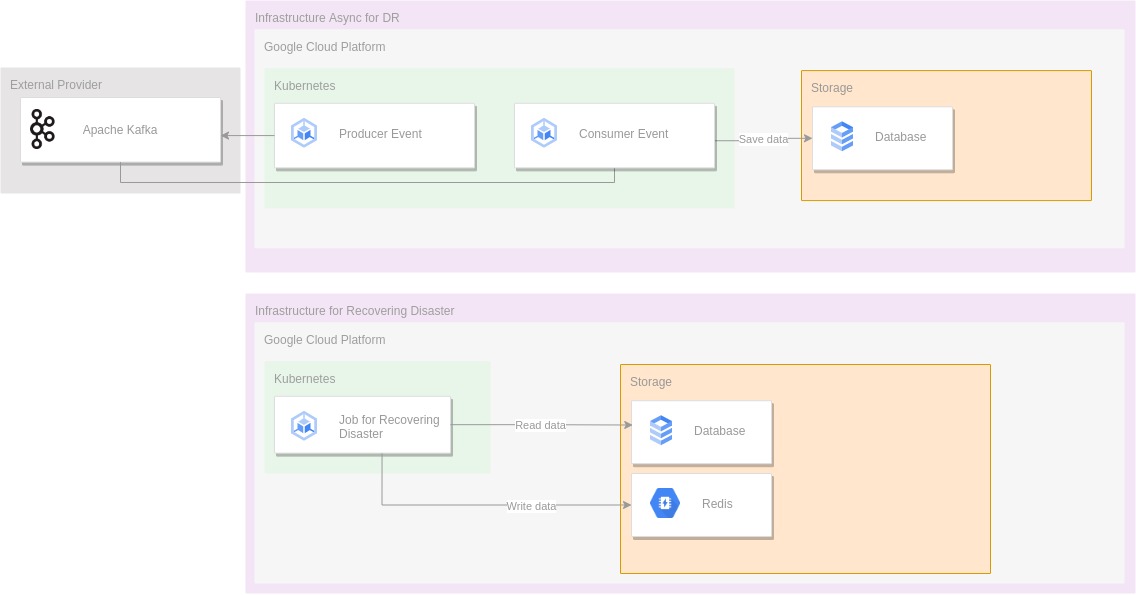 Infrastructure Async for DR
Google Cloud Platform
External Provider
Kubernetes
Storage
Apache Kafka
Producer Event
Consumer Event
Save data
Database
Infrastructure for Recovering Disaster
Google Cloud Platform
Kubernetes
Storage
Job for Recovering
Disaster
Read data
Database
Write data
Redis